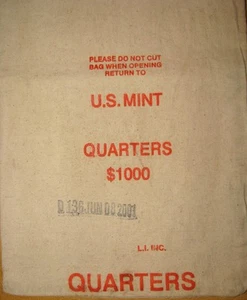 PLEASE DO NOT CUT
BAG WHEN OPENING
RETURN TO
U.S. MINT
QUARTERS
$1000
D 136 JUN 08 2001
L.I. INC.
QUARTERS